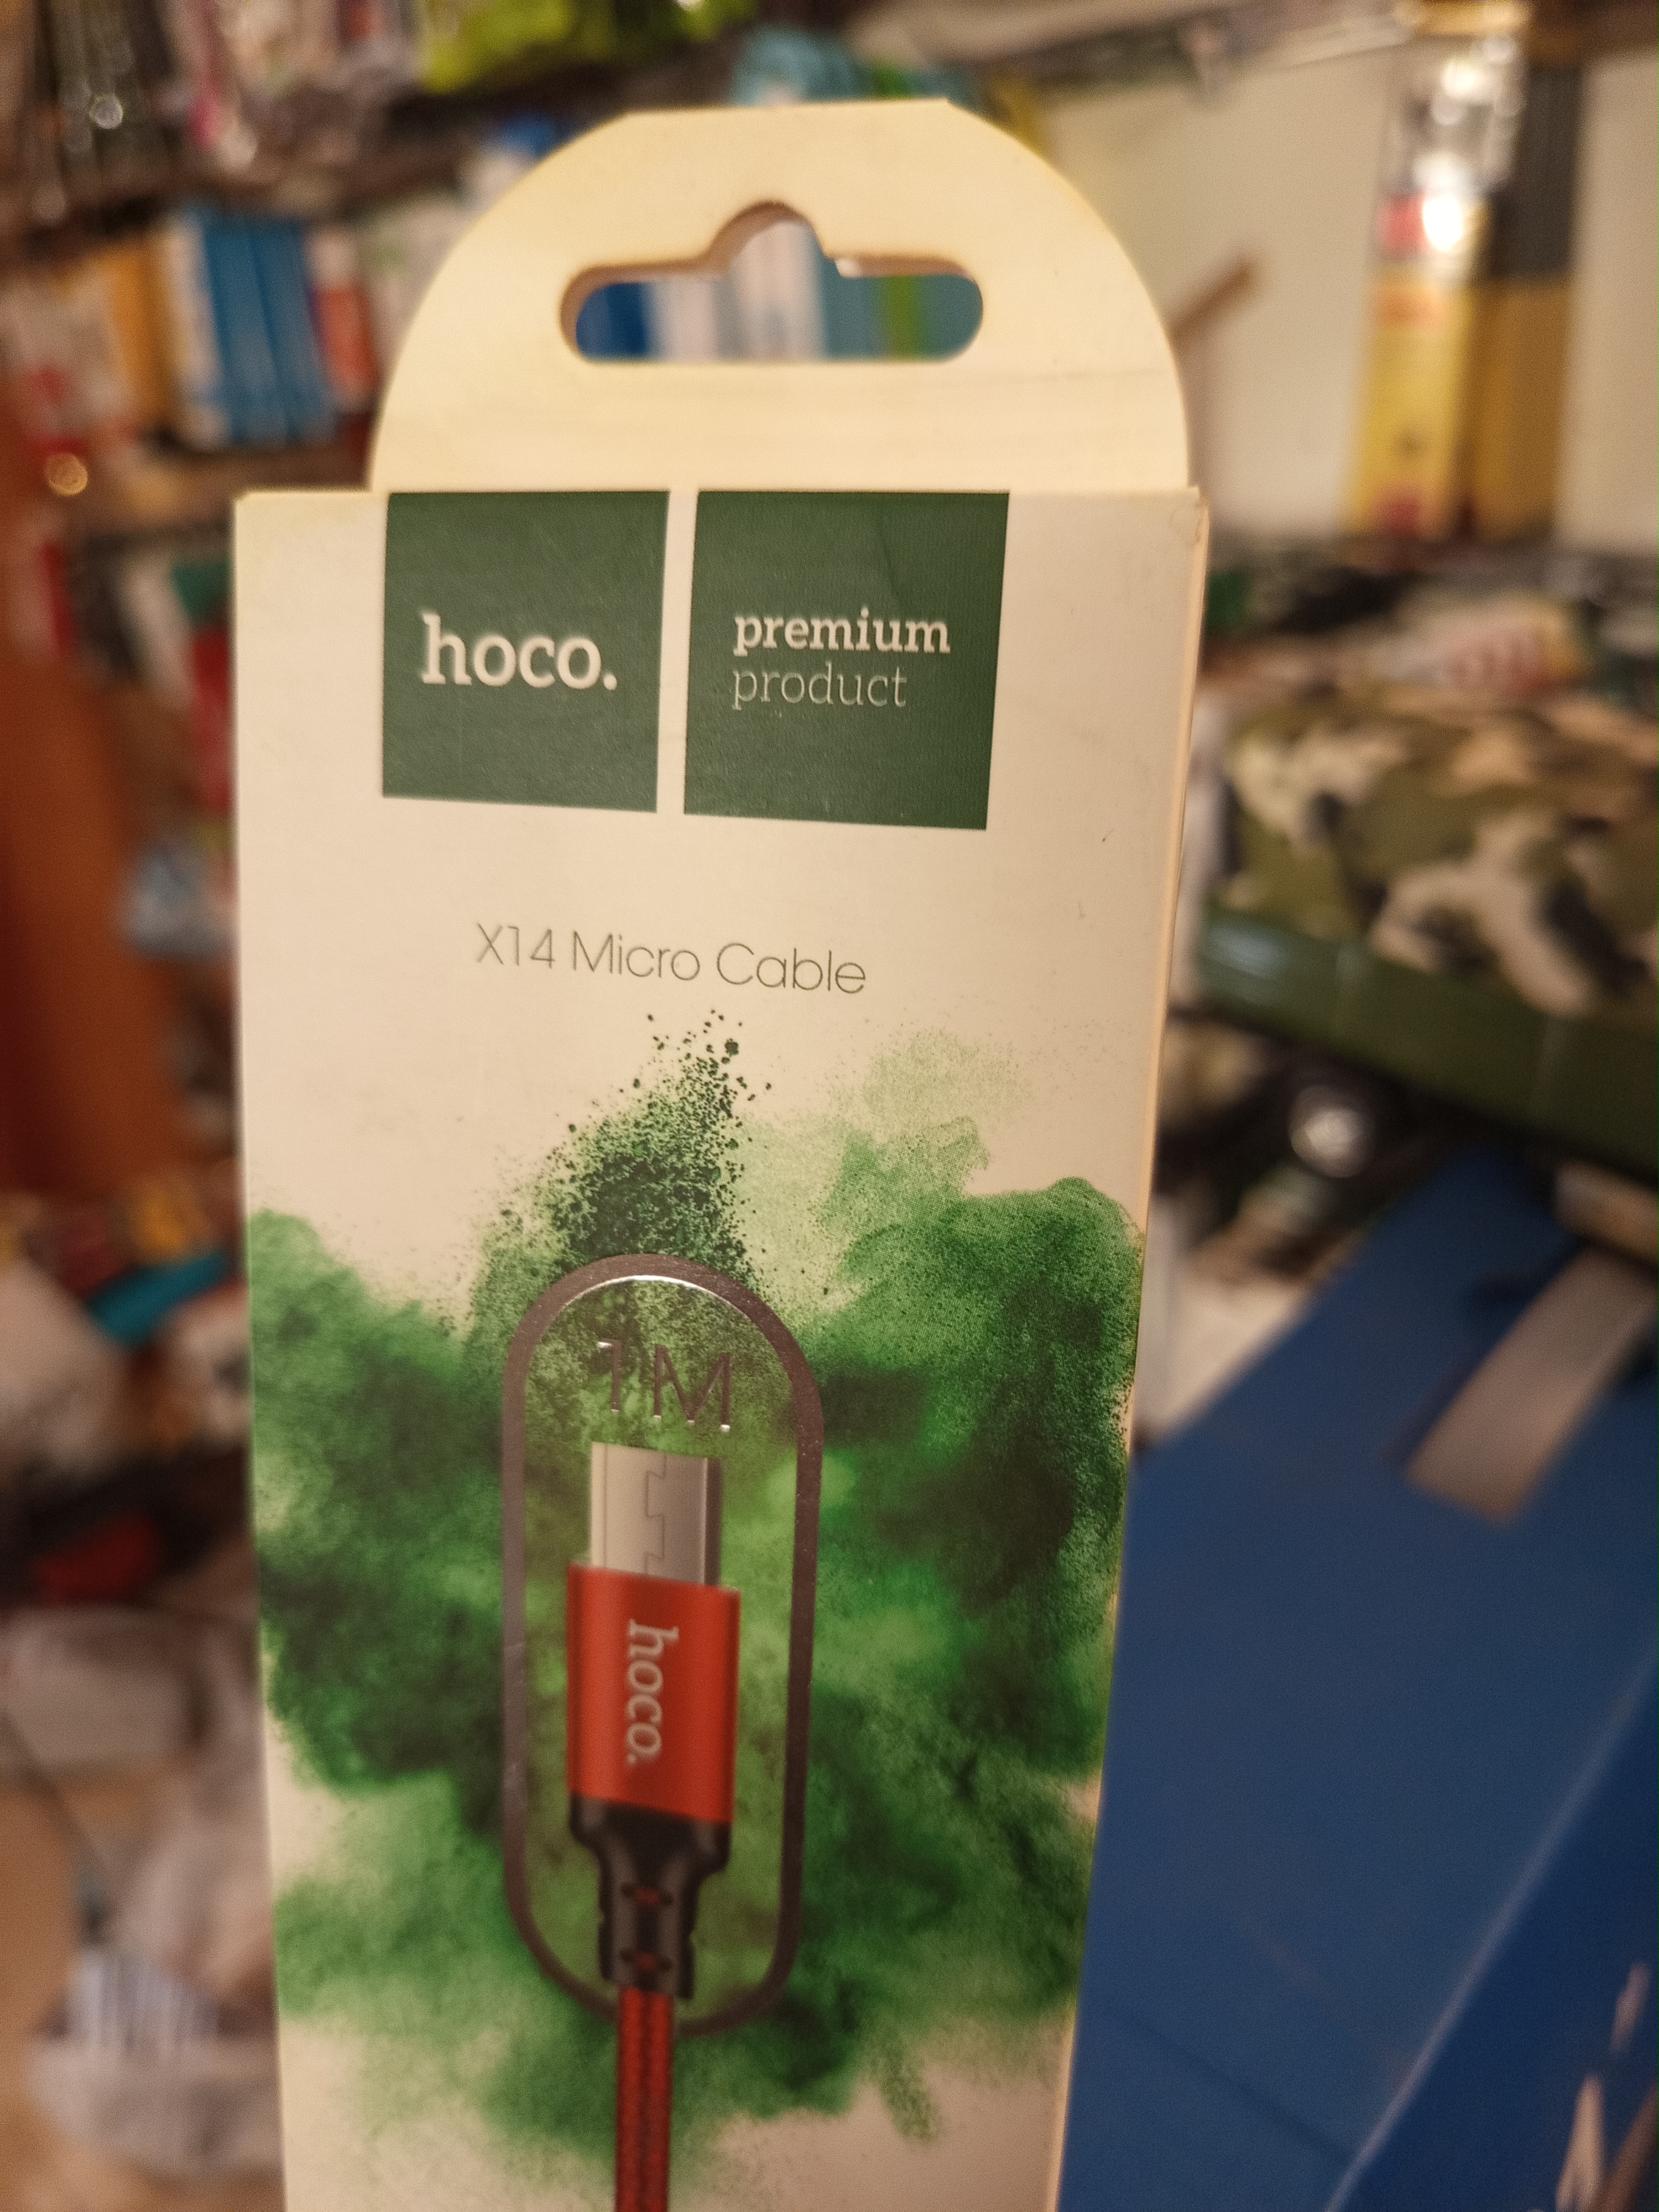 hoco.
premium
product
X14 Micro Cable
1M
hoco.